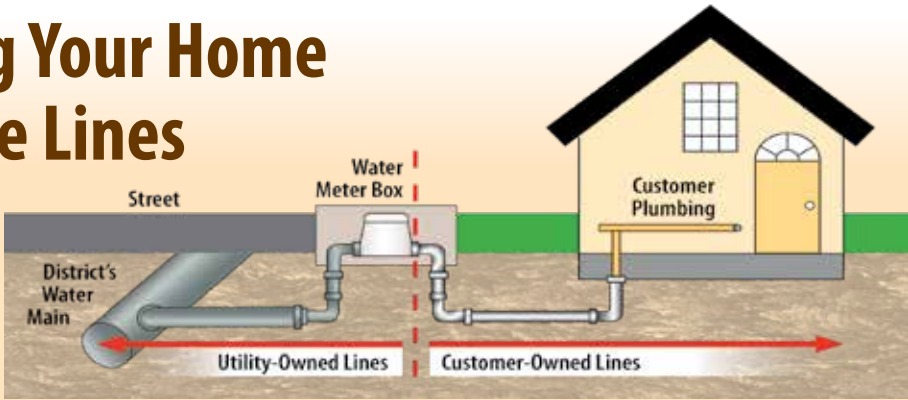 g Your Home
e Lines
Water
Meter Box
Street
Customer
Plumbing
District's
Water
Main
Utility-Owned Lines
Customer-Owned Lines